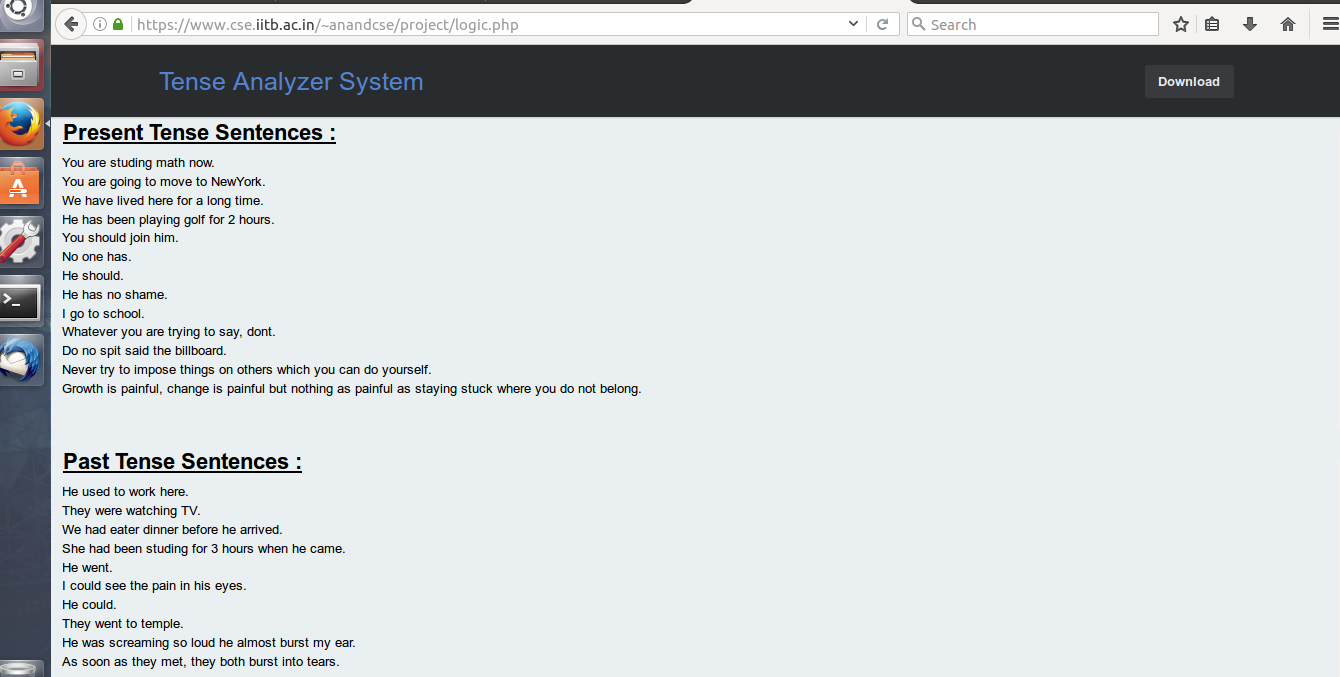 https://www.cse.iitb.ac.in/~anandcse/project/logic.php
Search
Tense Analyzer System
Download
Present Tense Sentences :
You are studing math now.
You are going to move to NewYork.
We have lived here for a long time.
He has been playing golf for 2 hours.
You should join him.
No one has.
He should.
He has no shame.
I go to school.
Whatever you are trying to say, dont.
Do no spit said the billboard.
Never try to impose things on others which you can do yourself.
Growth is painful, change is painful but nothing as painful as staying stuck where you do not belong.
Past Tense Sentences :
He used to work here.
They were watching TV.
We had eater dinner before he arrived.
She had been studing for 3 hours when he came.
He went.
I could see the pain in his eyes.
He could.
They went to temple.
He was screaming so loud he almost burst my ear.
As soon as they met, they both burst into tears.